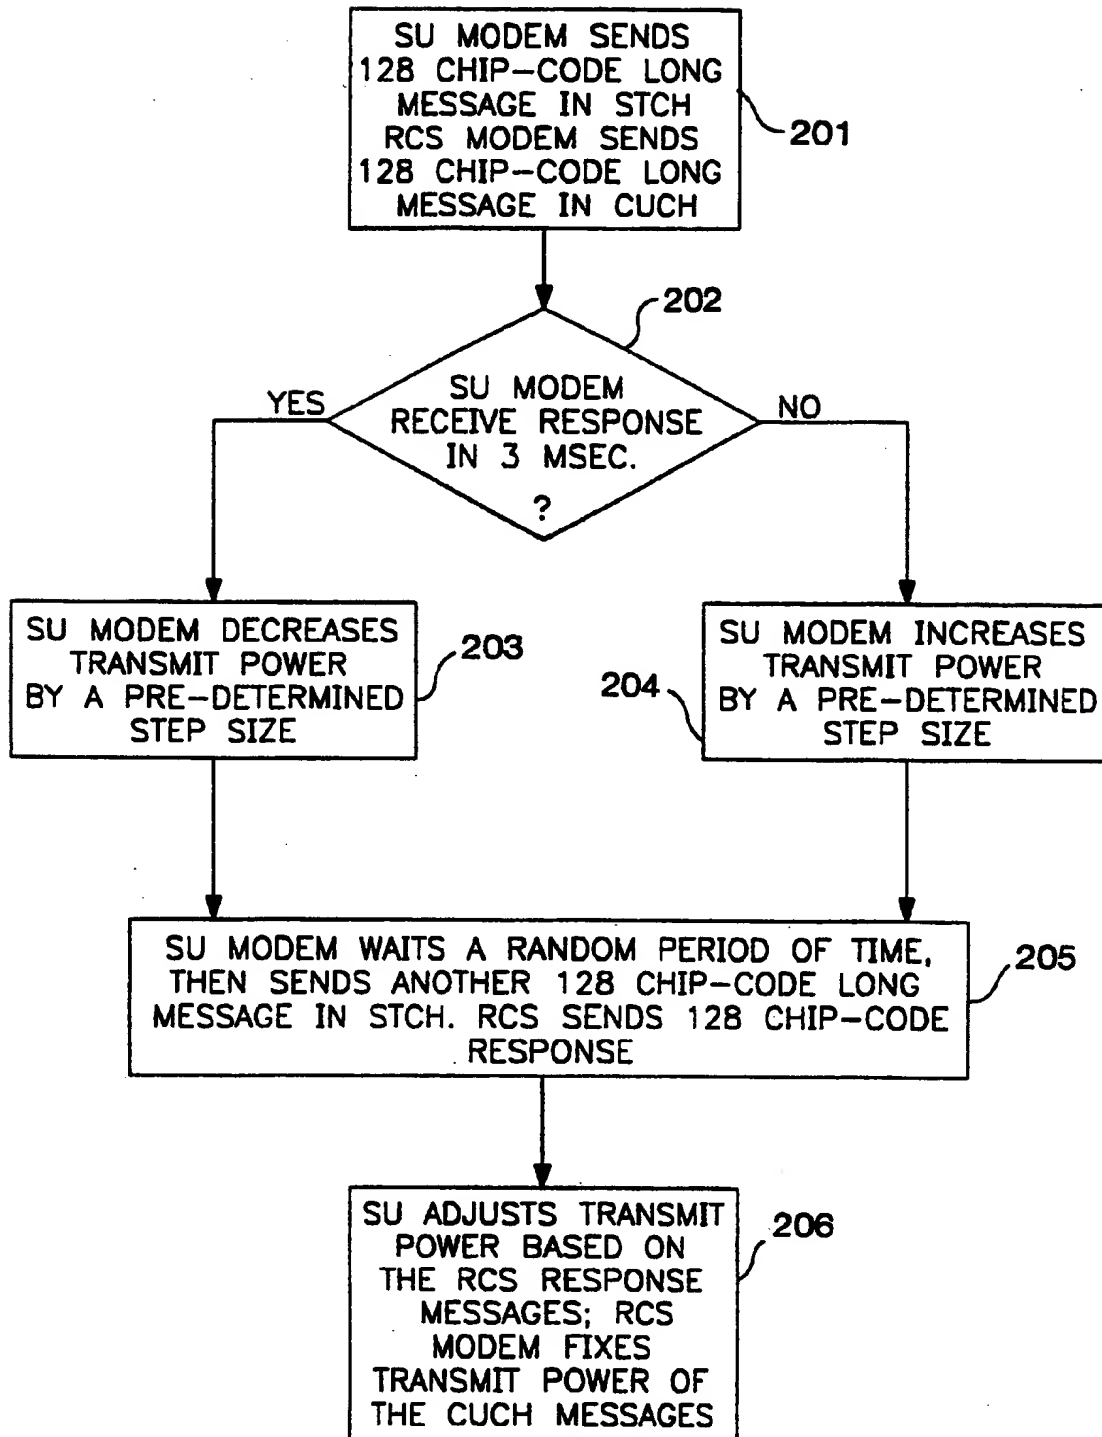 SU MODEM SENDS
128 CHIP-CODE LONG
MESSAGE IN STCH
RCS MODEM SENDS
128 CHIP-CODE LONG
MESSAGE IN CUCH
201
202
SU MODEM
RECEIVE RESPONSE
IN 3 MSEC.
?
YES
NO
SU MODEM DECREASES
TRANSMIT POWER
BY A PRE-DETERMINED
STEP SIZE
203
SU MODEM INCREASES
TRANSMIT POWER
BY A PRE-DETERMINED
STEP SIZE
204
SU MODEM WAITS A RANDOM PERIOD OF TIME,
THEN SENDS ANOTHER 128 CHIP-CODE LONG
MESSAGE IN STCH. RCS SENDS 128 CHIP-CODE
RESPONSE
205
SU ADJUSTS TRANSMIT
POWER BASED ON
THE RCS RESPONSE
MESSAGES; RCS
MODEM FIXES
TRANSMIT POWER OF
THE CUCH MESSAGES
206